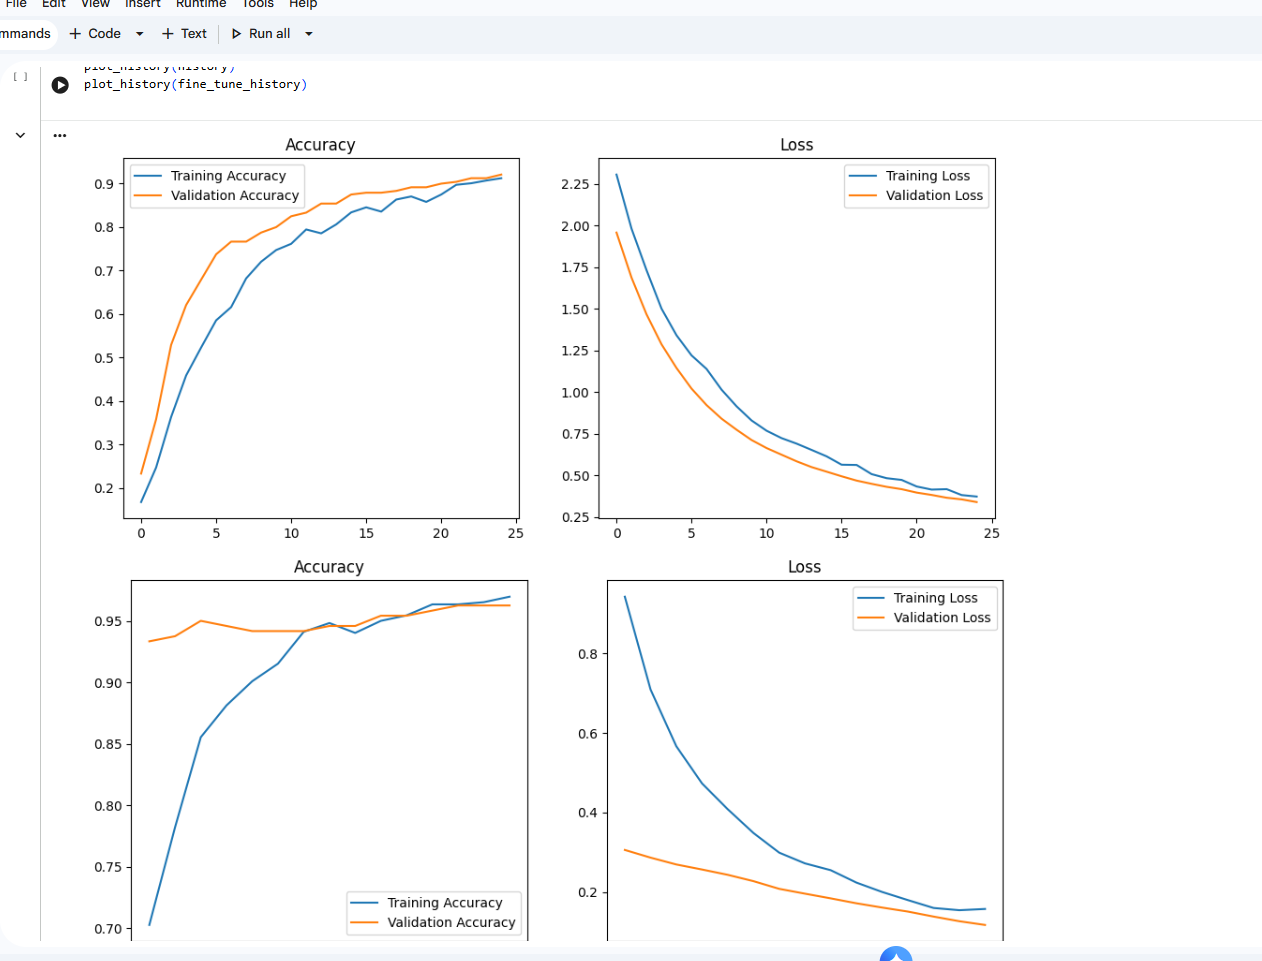 File Edit View Insert Runtime Tools Help
mmands + Code + Text Run all
[ ]
plot_history(history)
plot_history(fine_tune_history)
Accuracy
Training Accuracy
Validation Accuracy
0.9
0.8
0.7
0.6
0.5
0.4
0.3
0.2
0 5 10 15 20 25
Loss
Training Loss
Validation Loss
2.25
2.00
1.75
1.50
1.25
1.00
0.75
0.50
0.25
0 5 10 15 20 25
Accuracy
0.95
0.90
0.85
0.80
0.75
0.70
Training Accuracy
Validation Accuracy
Loss
Training Loss
Validation Loss
0.8
0.6
0.4
0.2